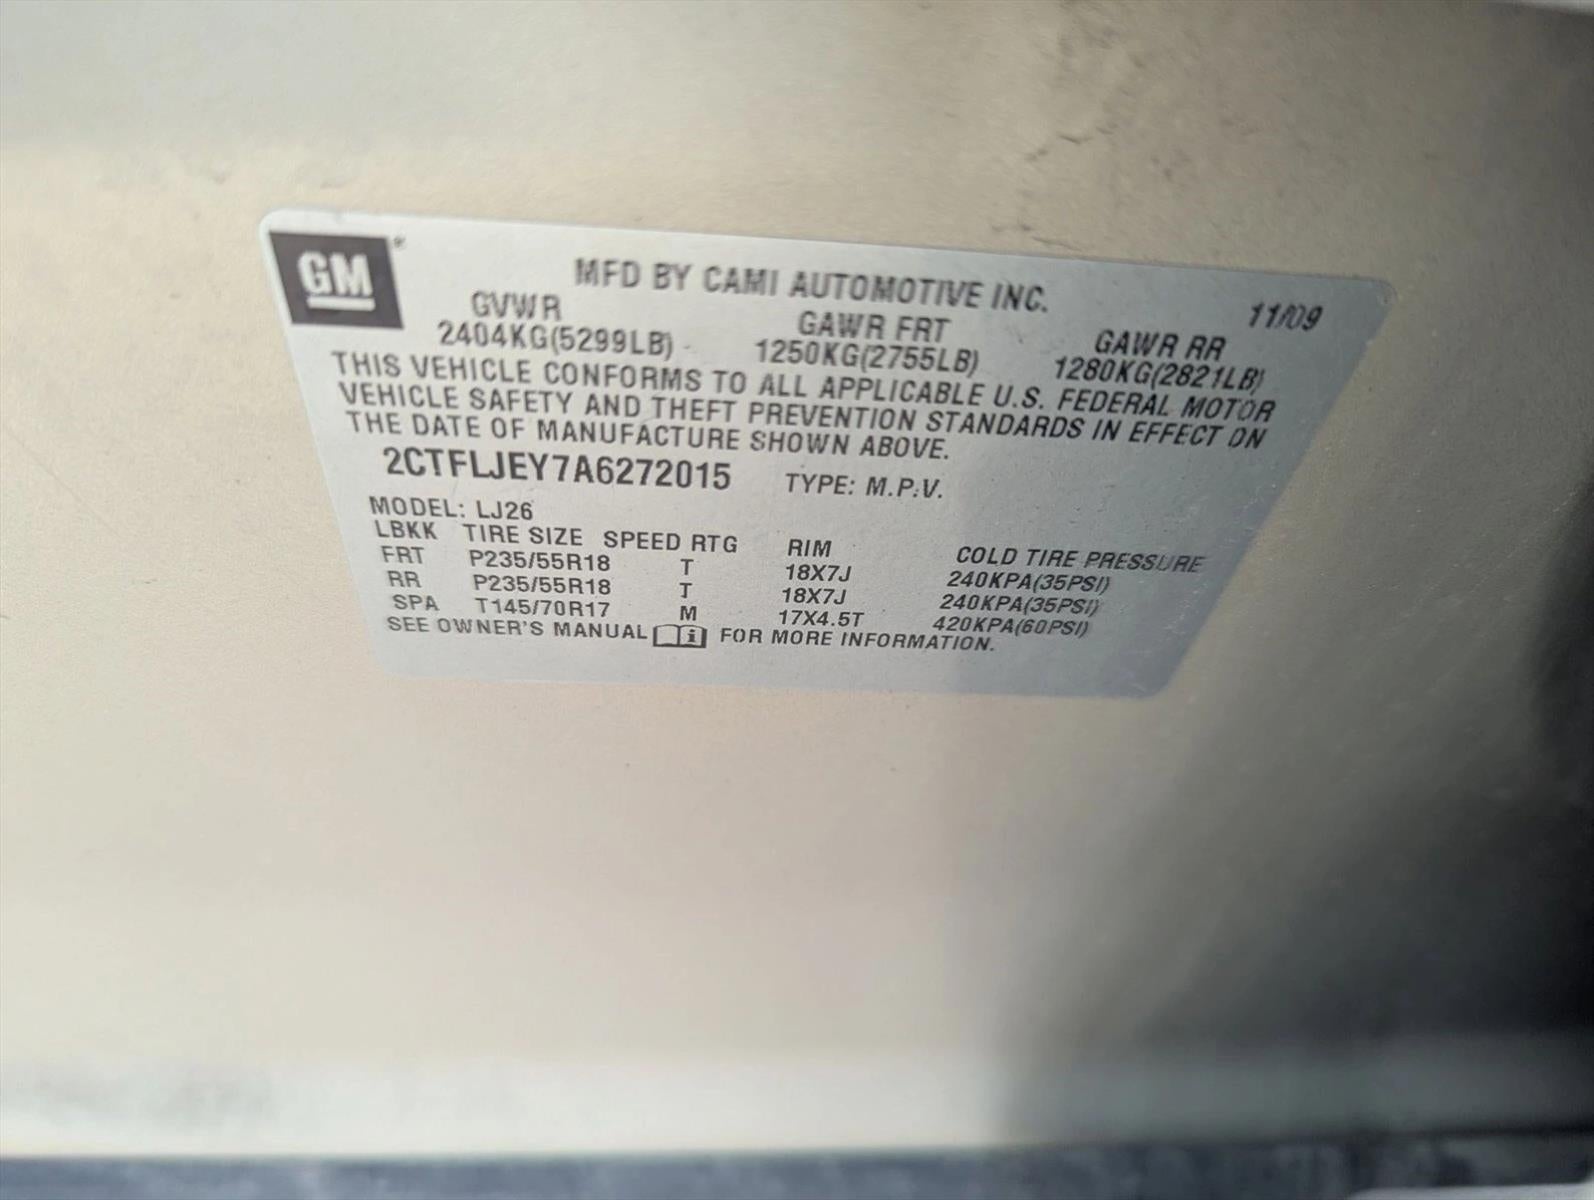 GM®
MFD BY CAMI AUTOMOTIVE INC.
11/09
GVWR GAWR FRT GAWR RR
2404KG(5299LB) 1250KG(2755LB) 1280KG(2821LB)
THIS VEHICLE CONFORMS TO ALL APPLICABLE U.S. FEDERAL MOTOR
VEHICLE SAFETY AND THEFT PREVENTION STANDARDS IN EFFECT ON
THE DATE OF MANUFACTURE SHOWN ABOVE.
2CTFLJEY7A6272015 TYPE: M.P.V.
MODEL: LJ26
LBKK TIRE SIZE SPEED RTG RIM COLD TIRE PRESSURE
FRT P235/55R18 T 18X7J 240KPA(35PSI)
RR P235/55R18 T 18X7J 240KPA(35PSI)
SPA T145/70R17 M 17X4.5T 420KPA(60PSI)
SEE OWNER'S MANUAL i FOR MORE INFORMATION.